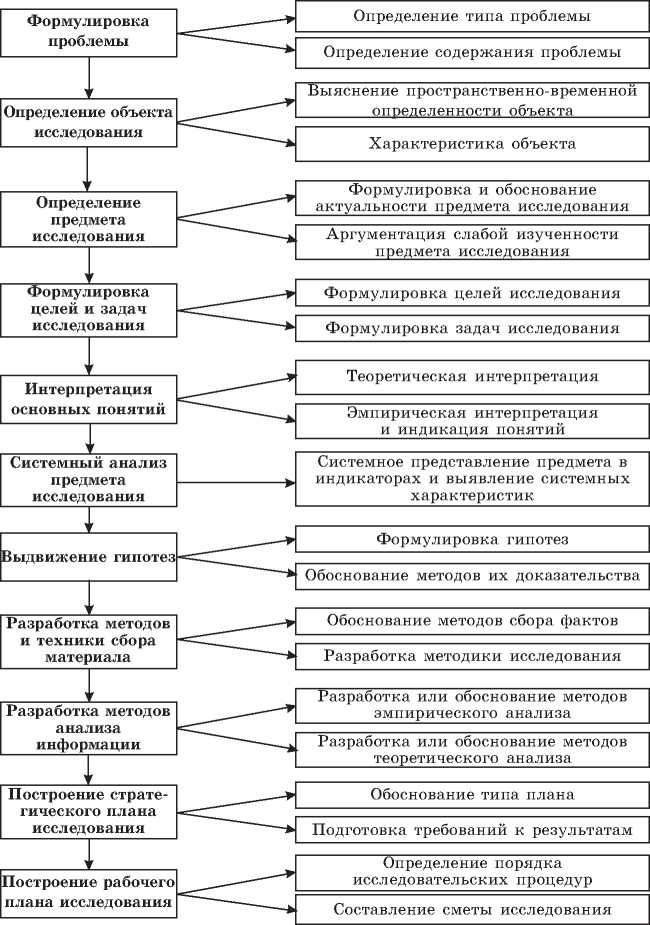 Формулировка
проблемы
Определение типа проблемы
Определение содержания проблемы
Определение объекта
исследования
Выяснение пространственно-временной
определенности объекта
Характеристика объекта
Определение
предмета
исследования
Формулировка и обоснование
актуальности предмета исследования
Аргументация слабой изученности
предмета исследования
Формулировка
целей и задач
исследования
Формулировка целей исследования
Формулировка задач исследования
Интерпретация
основных понятий
Теоретическая интерпретация
Эмпирическая интерпретация
и индикация понятий
Системный анализ
предмета
исследования
Системное представление предмета в
индикаторах и выявление системных
характеристик
Выдвижение гипотез
Формулировка гипотез
Обоснование методов их доказательства
Разработка методов
и техники сбора
материала
Обоснование методов сбора фактов
Разработка методики исследования
Разработка методов
анализа
информации
Разработка или обоснование методов
эмпирического анализа
Разработка или обоснование методов
теоретического анализа
Построение страте-
гического плана
исследования
Обоснование типа плана
Подготовка требований к результатам
Построение рабочего
плана исследования
Определение порядка
исследовательских процедур
Составление сметы исследования